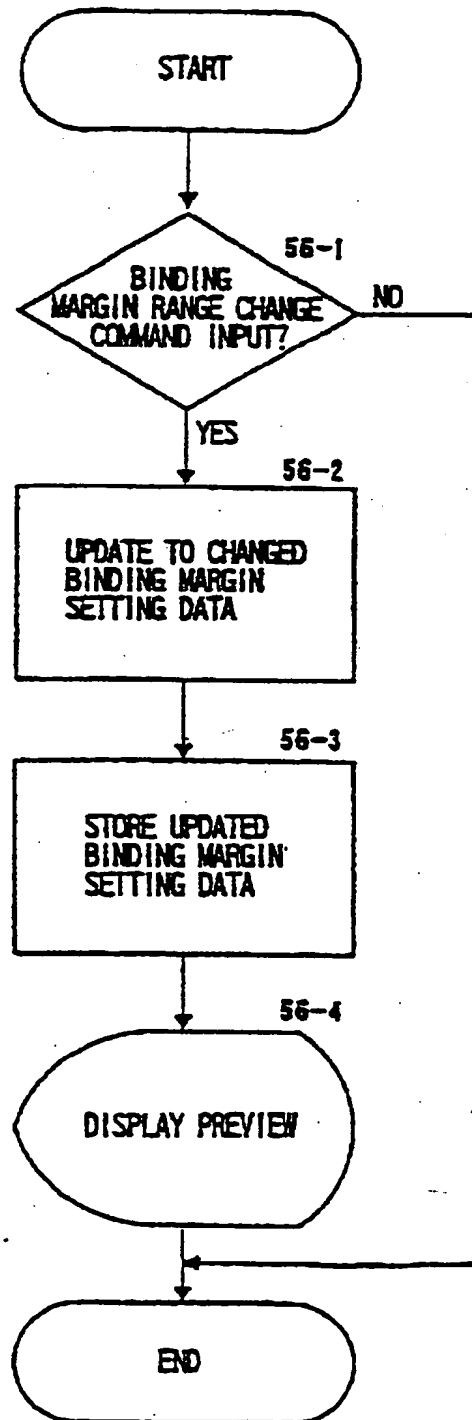 START
56-1
BINDING
MARGIN RANGE CHANGE
COMMAND INPUT?
NO
YES
56-2
UPDATE TO CHANGED
BINDING MARGIN
SETTING DATA
56-3
STORE UPDATED
BINDING MARGIN
SETTING DATA
56-4
DISPLAY PREVIEW
END